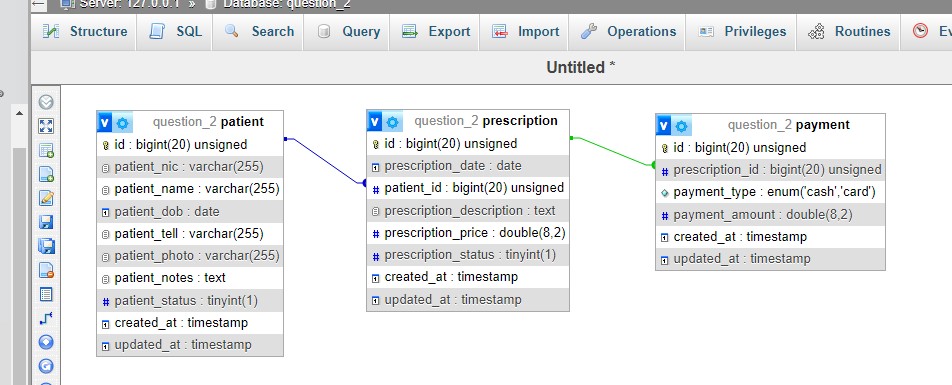 Server: 127.0.0.1 » Database: question_2
Structure SQL Search Query Export Import Operations Privileges Routines
Untitled *
question_2 patient
id : bigint(20) unsigned
patient_nic : varchar(255)
patient_name : varchar(255)
patient_dob : date
patient_tell : varchar(255)
patient_photo : varchar(255)
patient_notes : text
patient_status : tinyint(1)
created_at : timestamp
updated_at : timestamp
question_2 prescription
id : bigint(20) unsigned
prescription_date : date
patient_id : bigint(20) unsigned
prescription_description : text
prescription_price : double(8,2)
prescription_status : tinyint(1)
created_at : timestamp
updated_at : timestamp
question_2 payment
id : bigint(20) unsigned
prescription_id : bigint(20) unsigned
payment_type : enum('cash','card')
payment_amount : double(8,2)
created_at : timestamp
updated_at : timestamp